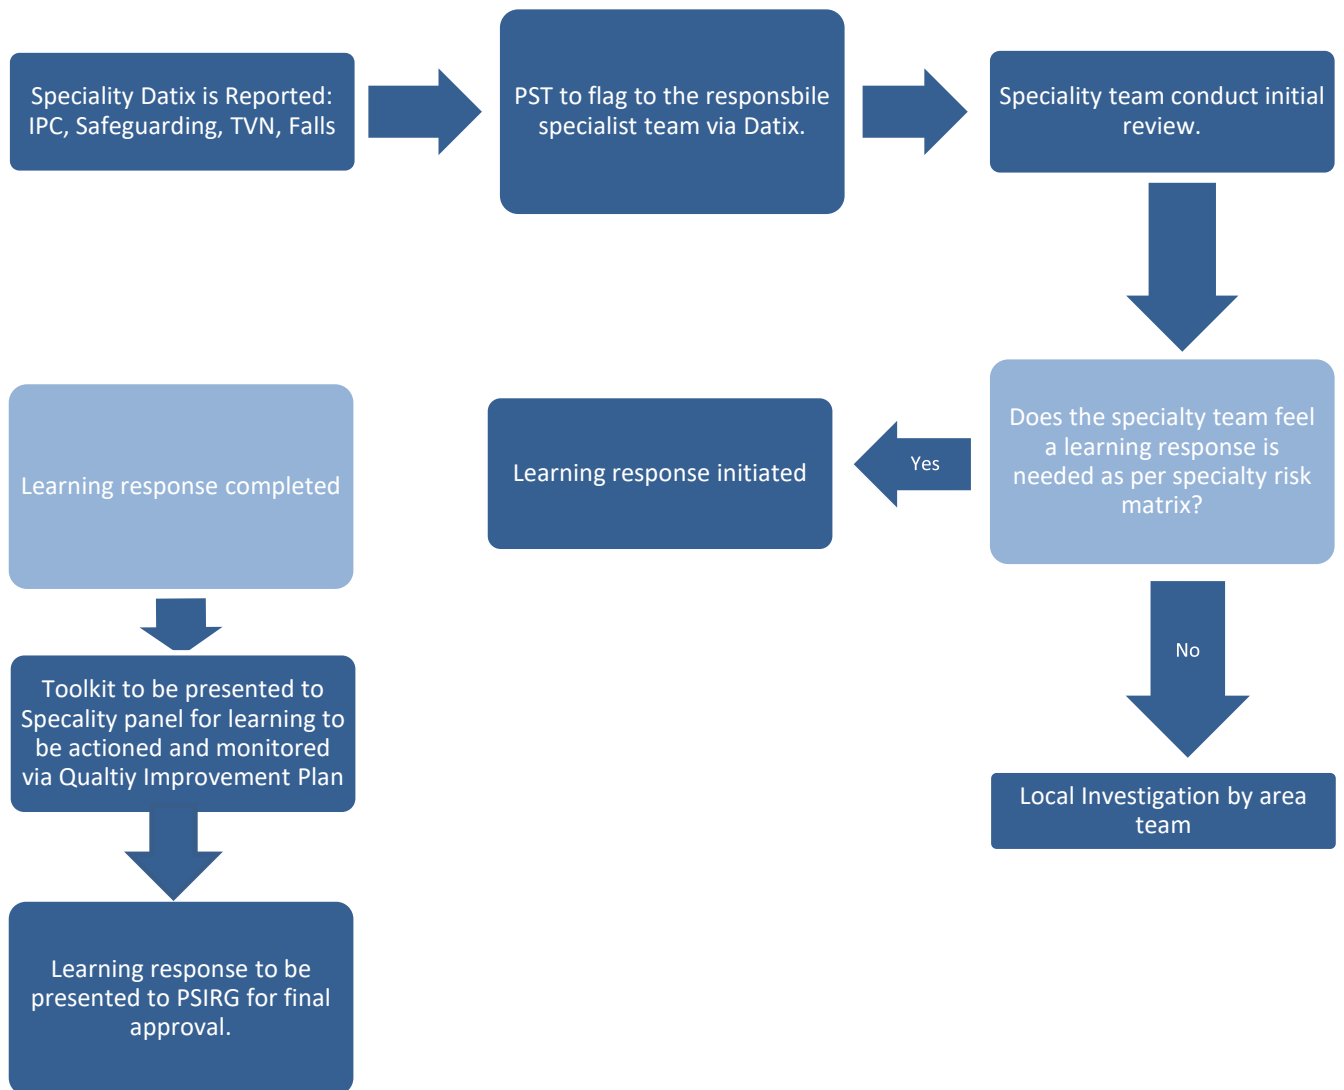 Speciality Datix is Reported:
IPC, Safeguarding, TVN, Falls
PST to flag to the responsbile
specialist team via Datix.
Speciality team conduct initial
review.
Does the specialty team feel
a learning response is
needed as per specialty risk
matrix?
Yes
Learning response initiated
No
Local Investigation by area
team
Learning response completed
Toolkit to be presented to
Specality panel for learning to
be actioned and monitored
via Qualtiy Improvement Plan
Learning response to be
presented to PSIRG for final
approval.